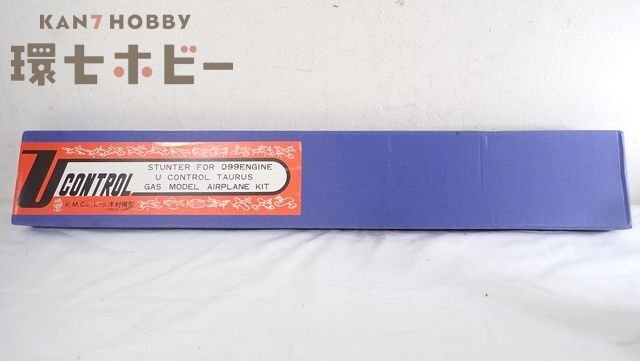 KAN7 HOBBY
環七ホビー
U CONTROL
STUNTER FOR 099ENGINE
U CONTROL TAURUS
GAS MODEL AIRPLANE KIT
K.M.CO.,LTD.木村模型